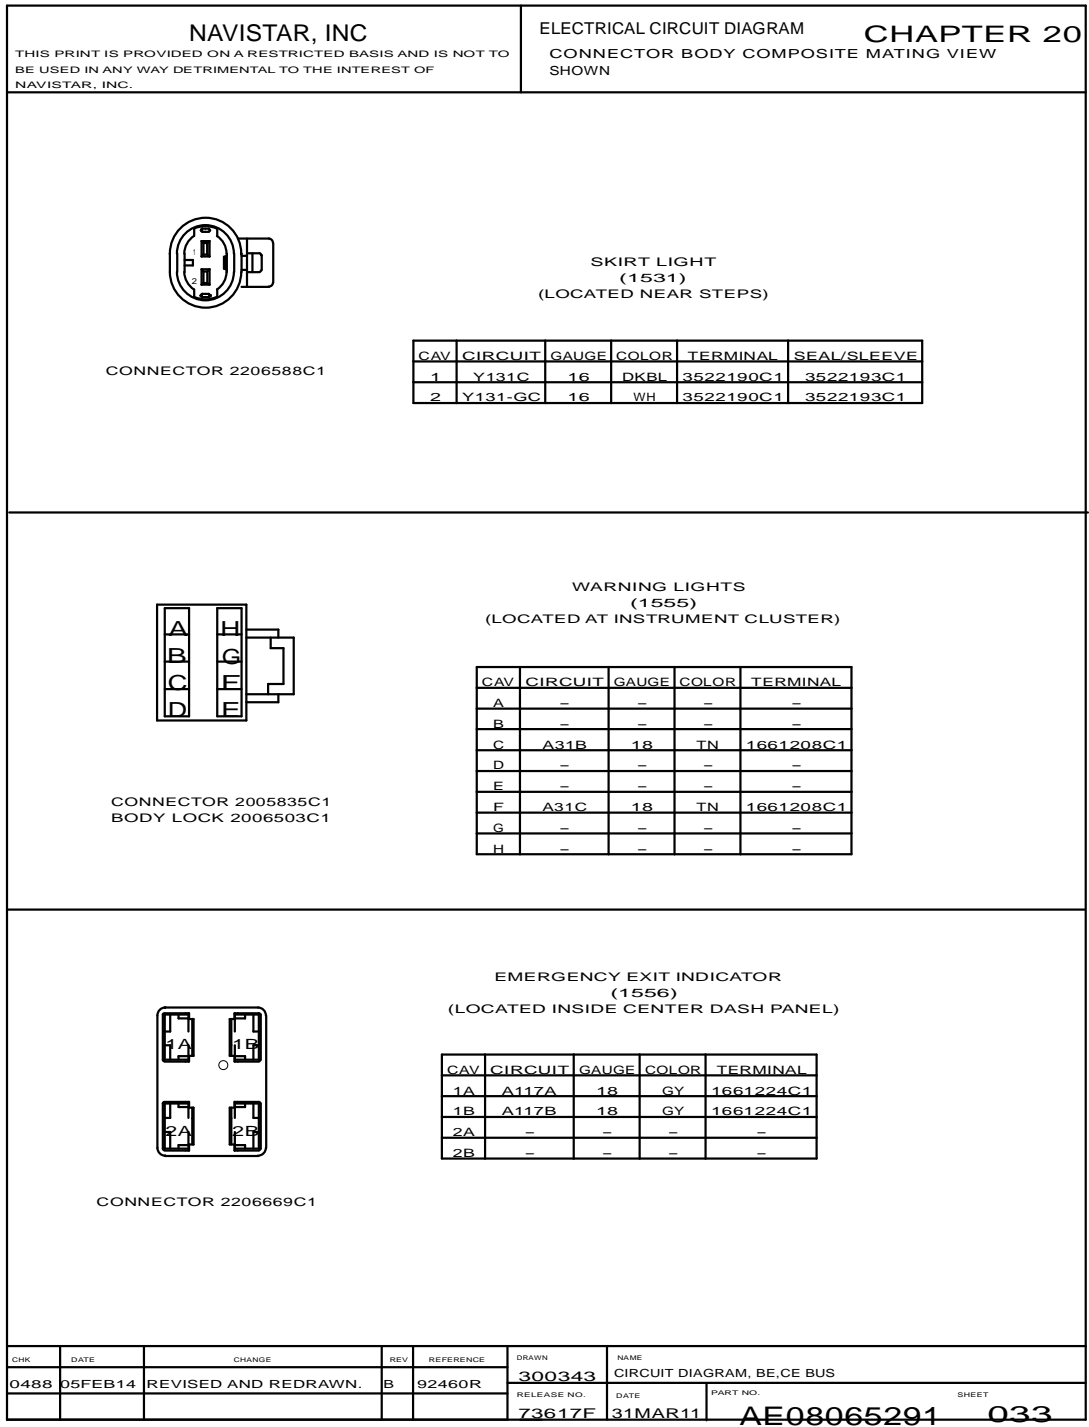 NAVISTAR, INC
THIS PRINT IS PROVIDED ON A RESTRICTED BASIS AND IS NOT TO
BE USED IN ANY WAY DETRIMENTAL TO THE INTEREST OF
NAVISTAR, INC.
ELECTRICAL CIRCUIT DIAGRAM CHAPTER 20
CONNECTOR BODY COMPOSITE MATING VIEW
SHOWN
1
2
CONNECTOR 2206588C1
SKIRT LIGHT
(1531)
(LOCATED NEAR STEPS)
CAV CIRCUIT GAUGE COLOR TERMINAL SEAL/SLEEVE
1 Y131C 16 DKBL 3522190C1 3522193C1
2 Y131-GC 16 WH 3522190C1 3522193C1
A H
B G
C F
D E
CONNECTOR 2005835C1
BODY LOCK 2006503C1
WARNING LIGHTS
(1555)
(LOCATED AT INSTRUMENT CLUSTER)
CAV CIRCUIT GAUGE COLOR TERMINAL
A – – – –
B – – – –
C A31B 18 TN 1661208C1
D – – – –
E – – – –
F A31C 18 TN 1661208C1
G – – – –
H – – – –
1A 1B
2A 2B
CONNECTOR 2206669C1
EMERGENCY EXIT INDICATOR
(1556)
(LOCATED INSIDE CENTER DASH PANEL)
CAV CIRCUIT GAUGE COLOR TERMINAL
1A A117A 18 GY 1661224C1
1B A117B 18 GY 1661224C1
2A – – – –
2B – – – –
CHK DATE CHANGE REV REFERENCE
0488 05FEB14 REVISED AND REDRAWN. B 92460R
DRAWN NAME
300343 CIRCUIT DIAGRAM, BE,CE BUS
RELEASE NO. DATE PART NO. SHEET
73617F 31MAR11 AE08065291 033